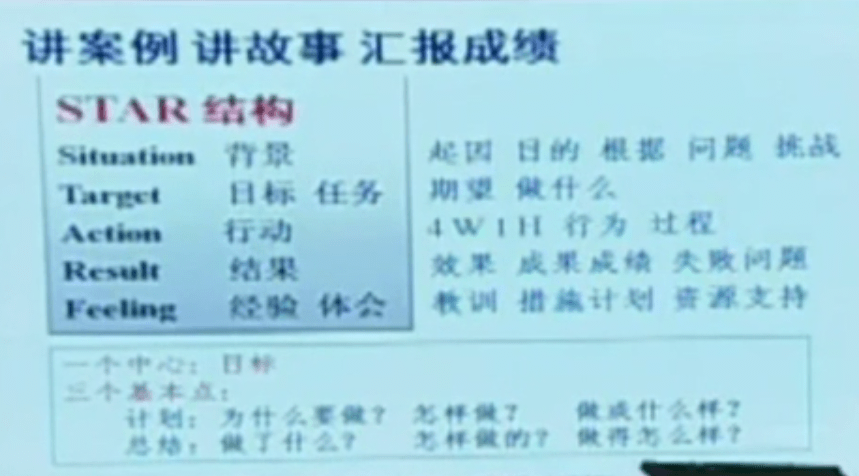 讲案例 讲故事 汇报成绩
STAR 结构
Situation 背景 起因 目的 根据 问题 挑战
Target 目标 任务 期望 做什么
Action 行动 4W1H 行为 过程
Result 结果 效果 成果成绩 失败问题
Feeling 经验 体会 教训 措施计划 资源支持
一个中心: 目标
三个基本点:
计划: 为什么要做? 怎样做? 做成什么样?
总结: 做了什么? 怎样做的? 做得怎么样?